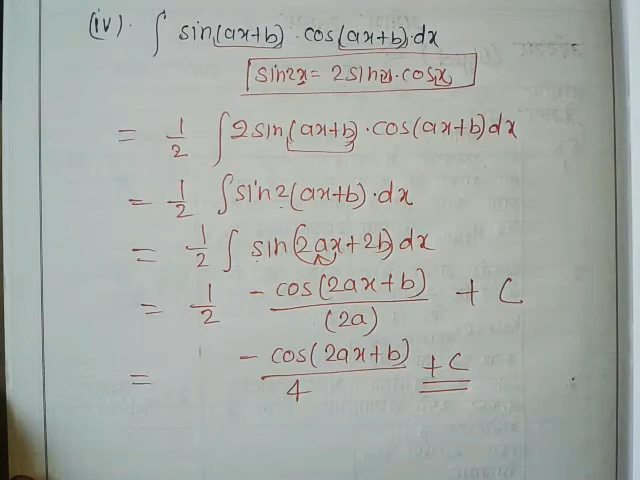 (iv). ∫ sin(ax+b) · cos(ax+b)·dx
sin2x = 2sinx·cosx
= 1/2 ∫2sin(ax+b)·cos(ax+b)dx
= 1/2 ∫sin2(ax+b)·dx
= 1/2 ∫ sin(2ax+2b)dx
= 1/2 -cos(2ax+b)/(2a) + C
= -cos(2ax+b)/4 +C